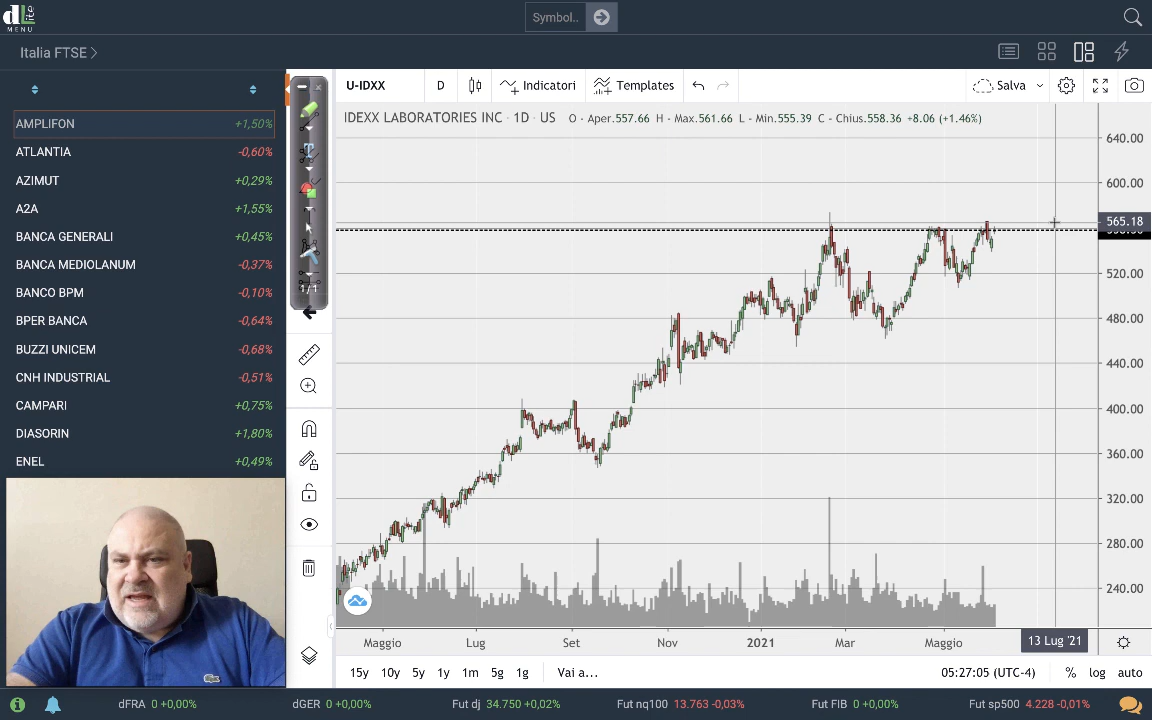 dLite
MENU
Symbol..
Italia FTSE
AMPLIFON +1,50%
ATLANTIA -0,60%
AZIMUT +0,29%
A2A +1,55%
BANCA GENERALI +0,45%
BANCA MEDIOLANUM -0,37%
BANCO BPM -0,10%
BPER BANCA -0,64%
BUZZI UNICEM -0,68%
CNH INDUSTRIAL -0,51%
CAMPARI +0,75%
DIASORIN +1,80%
ENEL +0,49%
1/1
U-IDXX D Indicatori Templates Salva
IDEXX LABORATORIES INC · 1D · US O - Aper.557.66 H - Max.561.66 L - Min.555.39 C - Chius.558.36 +8.06 (+1.46%)
640.00
600.00
565.18
520.00
480.00
440.00
400.00
360.00
320.00
280.00
240.00
Maggio Lug Set Nov 2021 Mar Maggio 13 Lug '21
15y 10y 5y 1y 1m 5g 1g Vai a... 05:27:05 (UTC-4) % log auto
dFRA 0 +0,00% dGER 0 +0,00% Fut dj 34.750 +0,02% Fut nq100 13.763 -0,03% Fut FIB 0 +0,00% Fut sp500 4.228 -0,01%